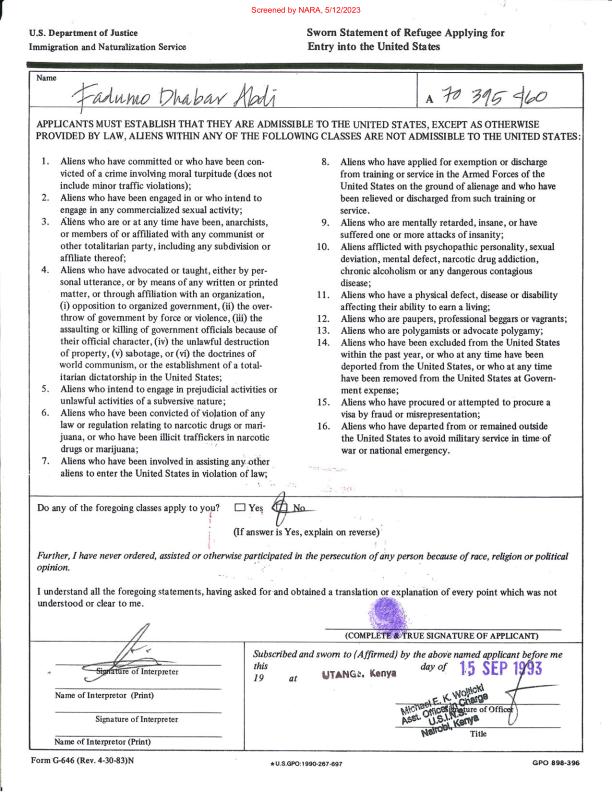 Screened by NARA, 5/12/2023
U.S. Department of Justice
Immigration and Naturalization Service
Sworn Statement of Refugee Applying for
Entry into the United States
Name
Fadumo Dhabar Abdi
A 70 395 960
APPLICANTS MUST ESTABLISH THAT THEY ARE ADMISSIBLE TO THE UNITED STATES, EXCEPT AS OTHERWISE
PROVIDED BY LAW, ALIENS WITHIN ANY OF THE FOLLOWING CLASSES ARE NOT ADMISSIBLE TO THE UNITED STATES:
1. Aliens who have committed or who have been con-
victed of a crime involving moral turpitude (does not
include minor traffic violations);
2. Aliens who have been engaged in or who intend to
engage in any commercialized sexual activity;
3. Aliens who are or at any time have been, anarchists,
or members of or affiliated with any communist or
other totalitarian party, including any subdivision or
affiliate thereof;
4. Aliens who have advocated or taught, either by per-
sonal utterance, or by means of any written or printed
matter, or through affiliation with an organization,
(i) opposition to organized government, (ii) the over-
throw of government by force or violence, (iii) the
assaulting or killing of government officials because of
their official character, (iv) the unlawful destruction
of property, (v) sabotage, or (vi) the doctrines of
world communism, or the establishment of a total-
itarian dictatorship in the United States;
5. Aliens who intend to engage in prejudicial activities or
unlawful activities of a subversive nature;
6. Aliens who have been convicted of violation of any
law or regulation relating to narcotic drugs or mari-
juana, or who have been illicit traffickers in narcotic
drugs or marijuana;
7. Aliens who have been involved in assisting any other
aliens to enter the United States in violation of law;
8. Aliens who have applied for exemption or discharge
from training or service in the Armed Forces of the
United States on the ground of alienage and who have
been relieved or discharged from such training or
service.
9. Aliens who are mentally retarded, insane, or have
suffered one or more attacks of insanity;
10. Aliens afflicted with psychopathic personality, sexual
deviation, mental defect, narcotic drug addiction,
chronic alcoholism or any dangerous contagious
disease;
11. Aliens who have a physical defect, disease or disability
affecting their ability to earn a living;
12. Aliens who are paupers, professional beggars or vagrants;
13. Aliens who are polygamists or advocate polygamy;
14. Aliens who have been excluded from the United States
within the past year, or who at any time have been
deported from the United States, or who at any time
have been removed from the United States at Govern-
ment expense;
15. Aliens who have procured or attempted to procure a
visa by fraud or misrepresentation;
16. Aliens who have departed from or remained outside
the United States to avoid military service in time of
war or national emergency.
Do any of the foregoing classes apply to you? Yes No
(If answer is Yes, explain on reverse)
Further, I have never ordered, assisted or otherwise participated in the persecution of any person because of race, religion or political
opinion.
I understand all the foregoing statements, having asked for and obtained a translation or explanation of every point which was not
understood or clear to me.
(COMPLETE & TRUE SIGNATURE OF APPLICANT)
Signature of Interpreter
Name of Interpreter (Print)
Signature of Interpreter
Name of Interpreter (Print)
Subscribed and sworn to (Affirmed) by the above named applicant before me
this day of 15 SEP 1993
19 at UTANGE, Kenya
Michael E. K. Wojticki
Asst. Officer in Charge
U.S.I.N.S.
Nairobi, Kenya
Signature of Officer
Title
Form G-646 (Rev. 4-30-83)N
★U.S.GPO:1990-267-697
GPO 898-396